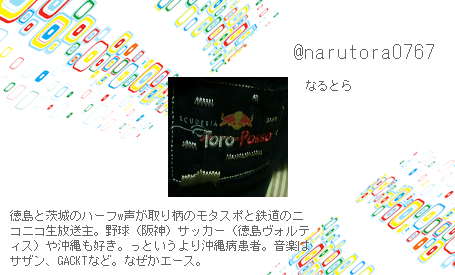 @narutora0767
なるとら
SCUDERIA
Red Bull
Toro Rosso
徳島と茨城のハーフw声が取り柄のモタスポと鉄道のニ
コニコ生放送主。野球（阪神）サッカー（徳島ヴォルテ
ィス）や沖縄も好き。っというより沖縄病患者。音楽は
サザン、GACKTなど。なぜかエース。